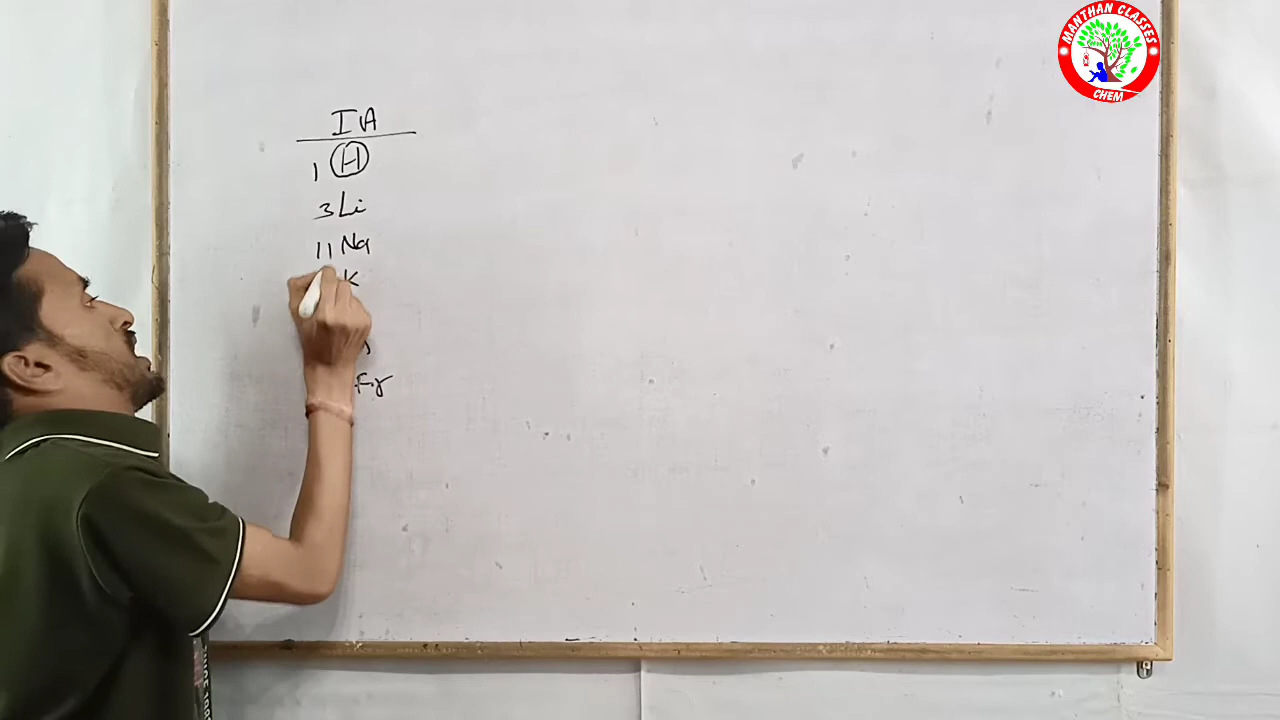 MANTHAN CLASSES
CHEM
IA
1 H
3 Li
11 Na
K
Fr